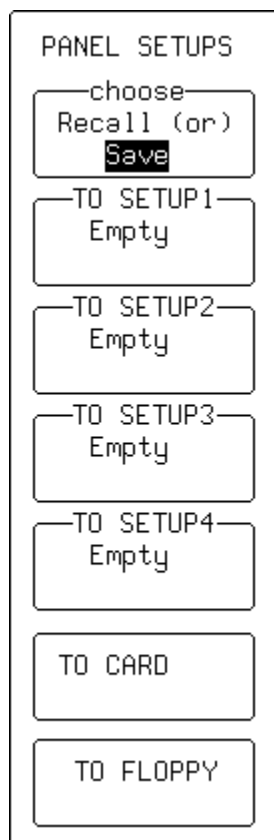 PANEL SETUPS
choose
Recall (or)
Save
TO SETUP1
Empty
TO SETUP2
Empty
TO SETUP3
Empty
TO SETUP4
Empty
TO CARD
TO FLOPPY